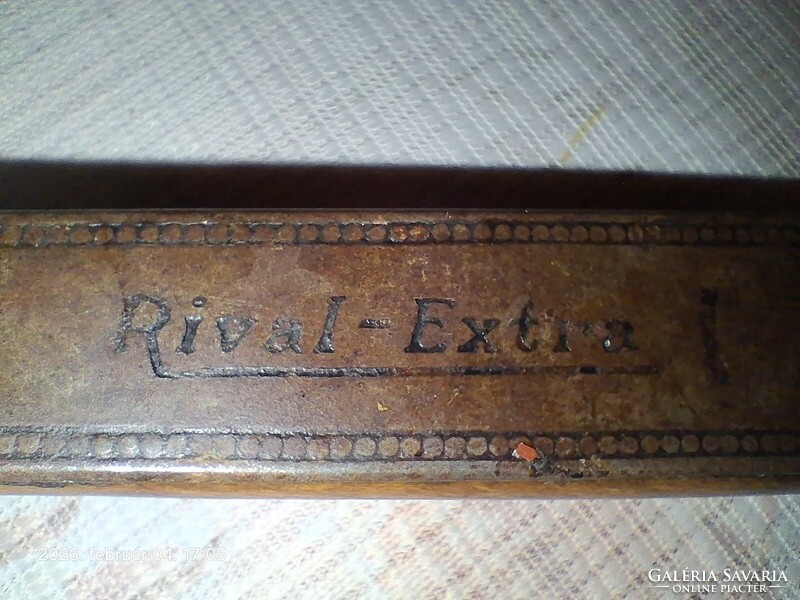 Rival-Extra
2026. február 04. 17:05
GALÉRIA SAVARIA
ONLINE PIACTÉR